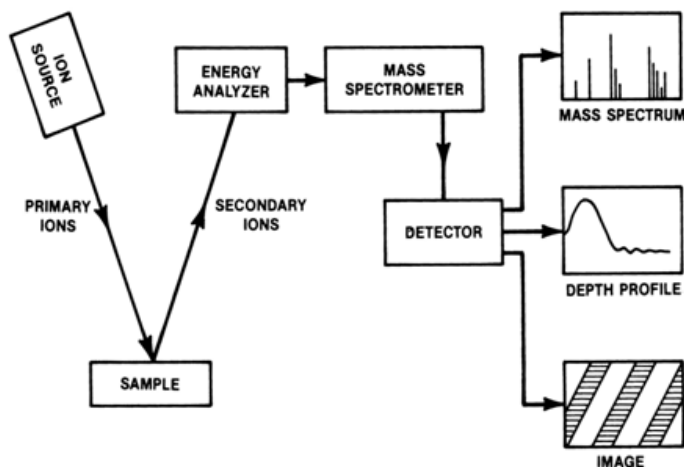 ION
SOURCE
ENERGY
ANALYZER
MASS
SPECTROMETER
MASS SPECTRUM
PRIMARY
IONS
SECONDARY
IONS
DETECTOR
DEPTH PROFILE
SAMPLE
IMAGE